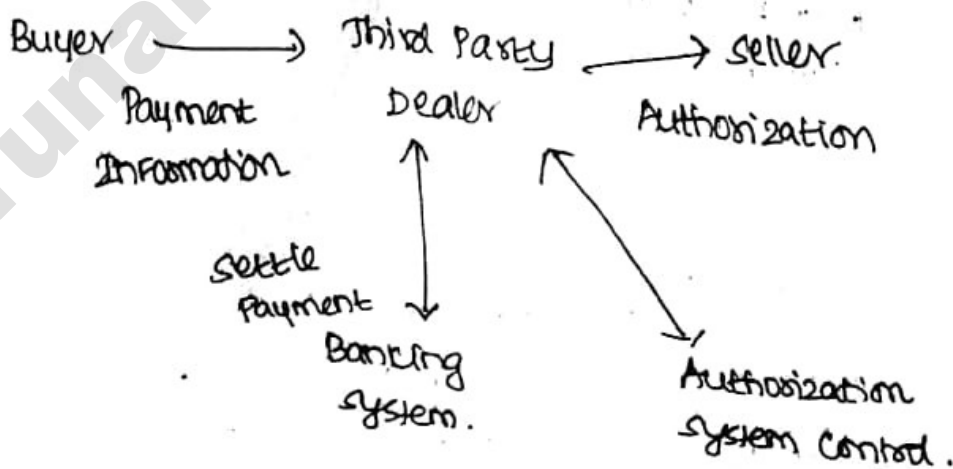 Buyer
Third Party
Dealer
seller.
Payment
Information
Authorization
settle
Payment
Banking
system.
Authorization
system control.